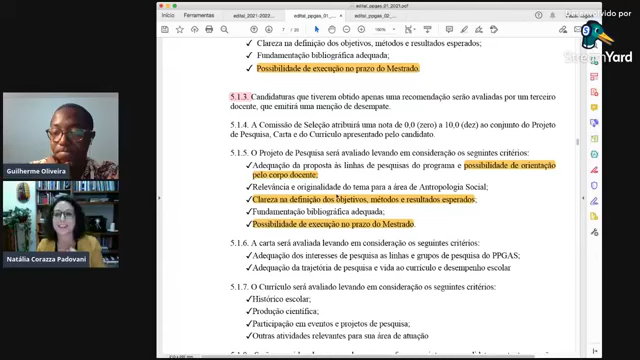 edital_ppgas_01_2021.pdf
Início
Ferramentas
edital_2021-2022...
edital_ppgas_01_...
edital_ppgas_02_...
StreamYard
✓ Clareza na definição dos objetivos, métodos e resultados esperados;
✓ Fundamentação bibliográfica adequada;
✓ Possibilidade de execução no prazo do Mestrado.
5.1.3. Candidaturas que tiverem obtido apenas uma recomendação serão avaliadas por um terceiro
docente, que emitirá uma menção de desempate.
5.1.4. A Comissão de Seleção atribuirá uma nota de 0,0 (zero) a 10,0 (dez) ao conjunto do Projeto
de Pesquisa, Carta e do Currículo apresentado pelo candidato.
5.1.5. O Projeto de Pesquisa será avaliado levando em consideração os seguintes critérios:
✓ Adequação da proposta às linhas de pesquisas do programa e possibilidade de orientação
pelo corpo docente;
✓ Relevância e originalidade do tema para a área de Antropologia Social;
✓ Clareza na definição dos objetivos, métodos e resultados esperados;
✓ Fundamentação bibliográfica adequada;
✓ Possibilidade de execução no prazo do Mestrado.
5.1.6. A carta será avaliada levando em consideração os seguintes critérios:
✓ Adequação dos interesses de pesquisa às linhas e grupos de pesquisa do PPGAS;
✓ Adequação da trajetória de pesquisa e vida ao currículo e desempenho escolar
5.1.7. O Currículo será avaliado levando em consideração os seguintes critérios:
✓ Histórico escolar;
✓ Produção científica;
✓ Participação em eventos e projetos de pesquisa;
✓ Outras atividades relevantes para sua área de atuação
Guilherme Oliveira
Natália Corazza Padovani